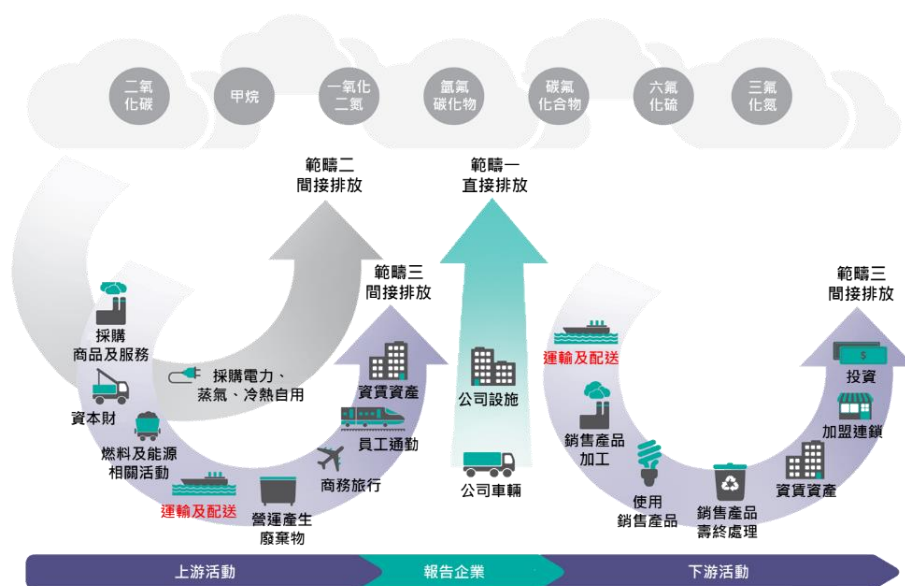 二氧
化碳
甲烷
一氧化
二氮
氫氟
碳化物
碳氟
化合物
六氟
化硫
三氟
化氮
範疇二
間接排放
範疇一
直接排放
範疇三
間接排放
範疇三
間接排放
採購
商品及服務
資本財
燃料及能源
相關活動
運輸及配送
營運產生
廢棄物
商務旅行
員工通勤
資賃資產
採購電力、
蒸氣、冷熱自用
公司設施
公司車輛
運輸及配送
銷售產品
加工
使用
銷售產品
銷售產品
壽終處理
資賃資產
加盟連鎖
$
投資
上游活動
報告企業
下游活動